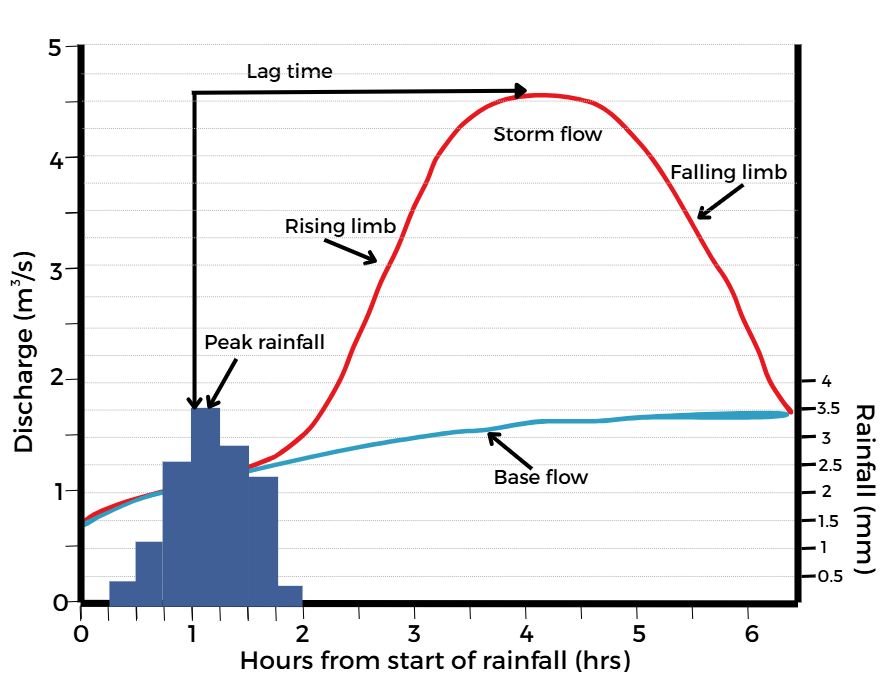 5
Lag time
Storm flow
4
Falling limb
Rising limb
3
Peak rainfall
2
4
3.5
3
2.5
Base flow
1
2
1.5
1
0.5
0
Discharge (m³/s)
Rainfall (mm)
0 1 2 3 4 5 6
Hours from start of rainfall (hrs)